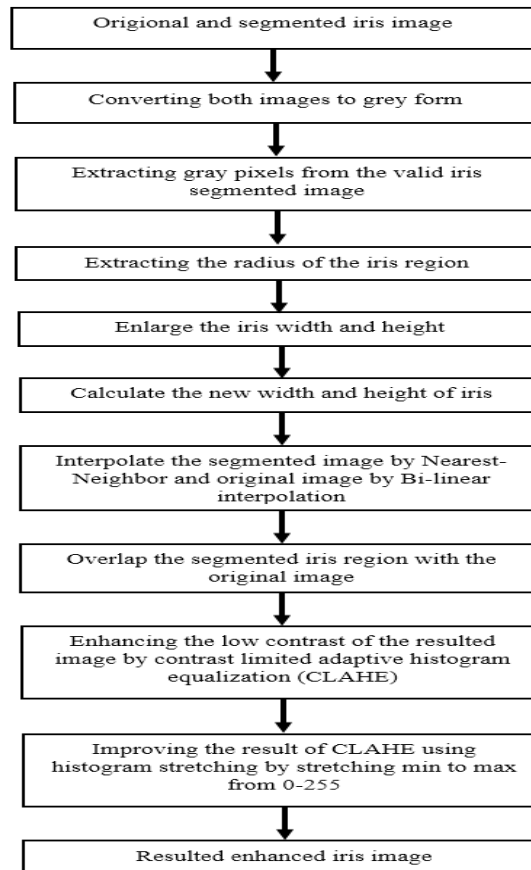 Origional and segmented iris image
Converting both images to grey form
Extracting gray pixels from the valid iris
segmented image
Extracting the radius of the iris region
Enlarge the iris width and height
Calculate the new width and height of iris
Interpolate the segmented image by Nearest-
Neighbor and original image by Bi-linear
interpolation
Overlap the segmented iris region with the
original image
Enhancing the low contrast of the resulted
image by contrast limited adaptive histogram
equalization (CLAHE)
Improving the result of CLAHE using
histogram stretching by stretching min to max
from 0-255
Resulted enhanced iris image